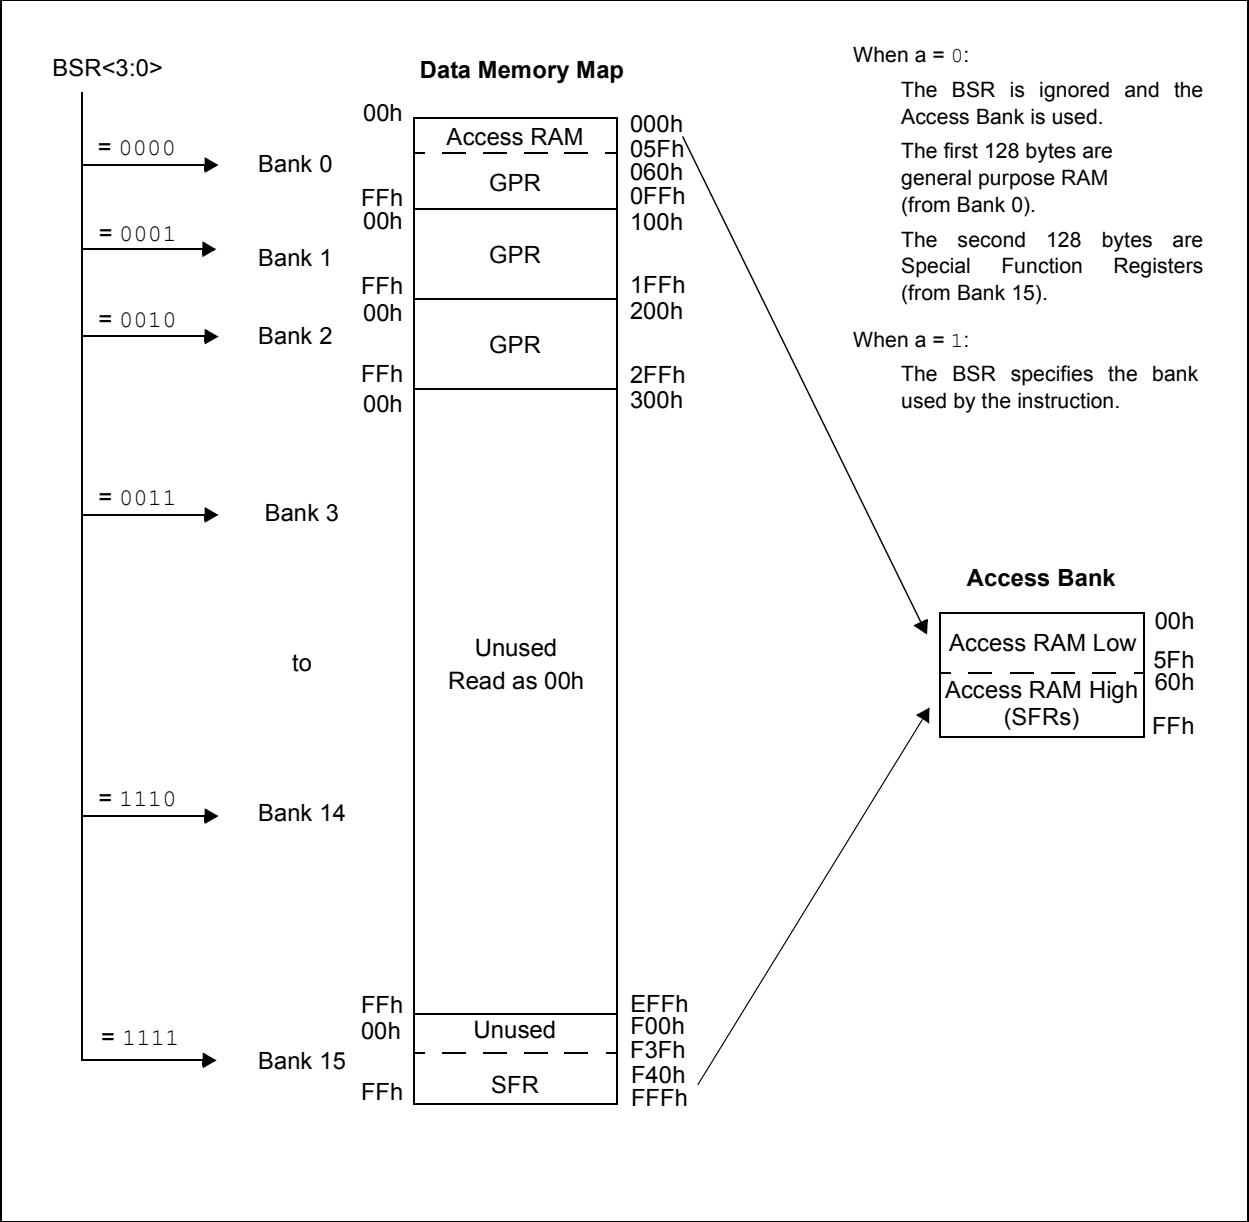 BSR<3:0>
Data Memory Map
= 0000
Bank 0
00h
FFh
Access RAM
GPR
000h
05Fh
060h
0FFh
= 0001
Bank 1
00h
FFh
GPR
100h
1FFh
= 0010
Bank 2
00h
FFh
GPR
200h
2FFh
= 0011
Bank 3
00h
300h
to
Unused
Read as 00h
= 1110
Bank 14
FFh
EFFh
= 1111
Bank 15
00h
FFh
Unused
SFR
F00h
F3Fh
F40h
FFFh
When a = 0:
The BSR is ignored and the
Access Bank is used.
The first 128 bytes are
general purpose RAM
(from Bank 0).
The second 128 bytes are
Special Function Registers
(from Bank 15).
When a = 1:
The BSR specifies the bank
used by the instruction.
Access Bank
Access RAM Low
Access RAM High
(SFRs)
00h
5Fh
60h
FFh